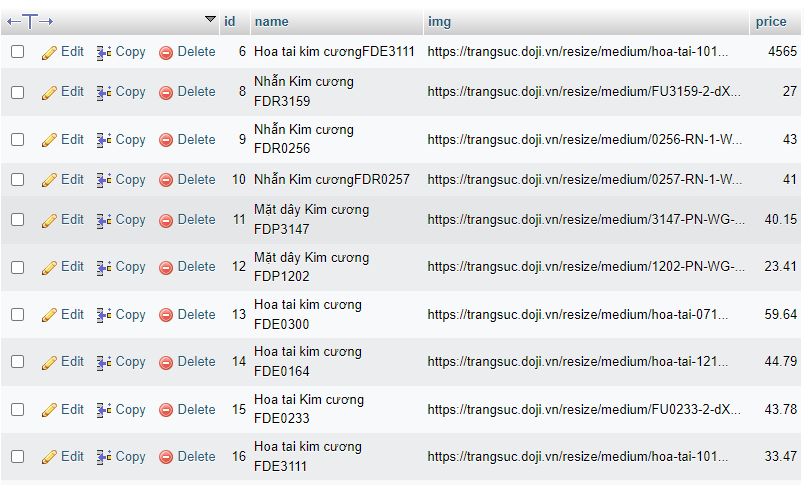 id name img price
Edit Copy Delete 6 Hoa tai kim cươngFDE3111 https://trangsuc.doji.vn/resize/medium/hoa-tai-101... 4565
Edit Copy Delete 8 Nhẫn Kim cương https://trangsuc.doji.vn/resize/medium/FU3159-2-dX... 27
FDR3159
Edit Copy Delete 9 Nhẫn Kim cương https://trangsuc.doji.vn/resize/medium/0256-RN-1-W... 43
FDR0256
Edit Copy Delete 10 Nhẫn Kim cươngFDR0257 https://trangsuc.doji.vn/resize/medium/0257-RN-1-W... 41
Edit Copy Delete 11 Mặt dây Kim cương https://trangsuc.doji.vn/resize/medium/3147-PN-WG-... 40.15
FDP3147
Edit Copy Delete 12 Mặt dây Kim cương https://trangsuc.doji.vn/resize/medium/1202-PN-WG-... 23.41
FDP1202
Edit Copy Delete 13 Hoa tai kim cương https://trangsuc.doji.vn/resize/medium/hoa-tai-071... 59.64
FDE0300
Edit Copy Delete 14 Hoa tai kim cương https://trangsuc.doji.vn/resize/medium/hoa-tai-121... 44.79
FDE0164
Edit Copy Delete 15 Hoa tai Kim cương https://trangsuc.doji.vn/resize/medium/FU0233-2-dX... 43.78
FDE0233
Edit Copy Delete 16 Hoa tai kim cương https://trangsuc.doji.vn/resize/medium/hoa-tai-101... 33.47
FDE3111